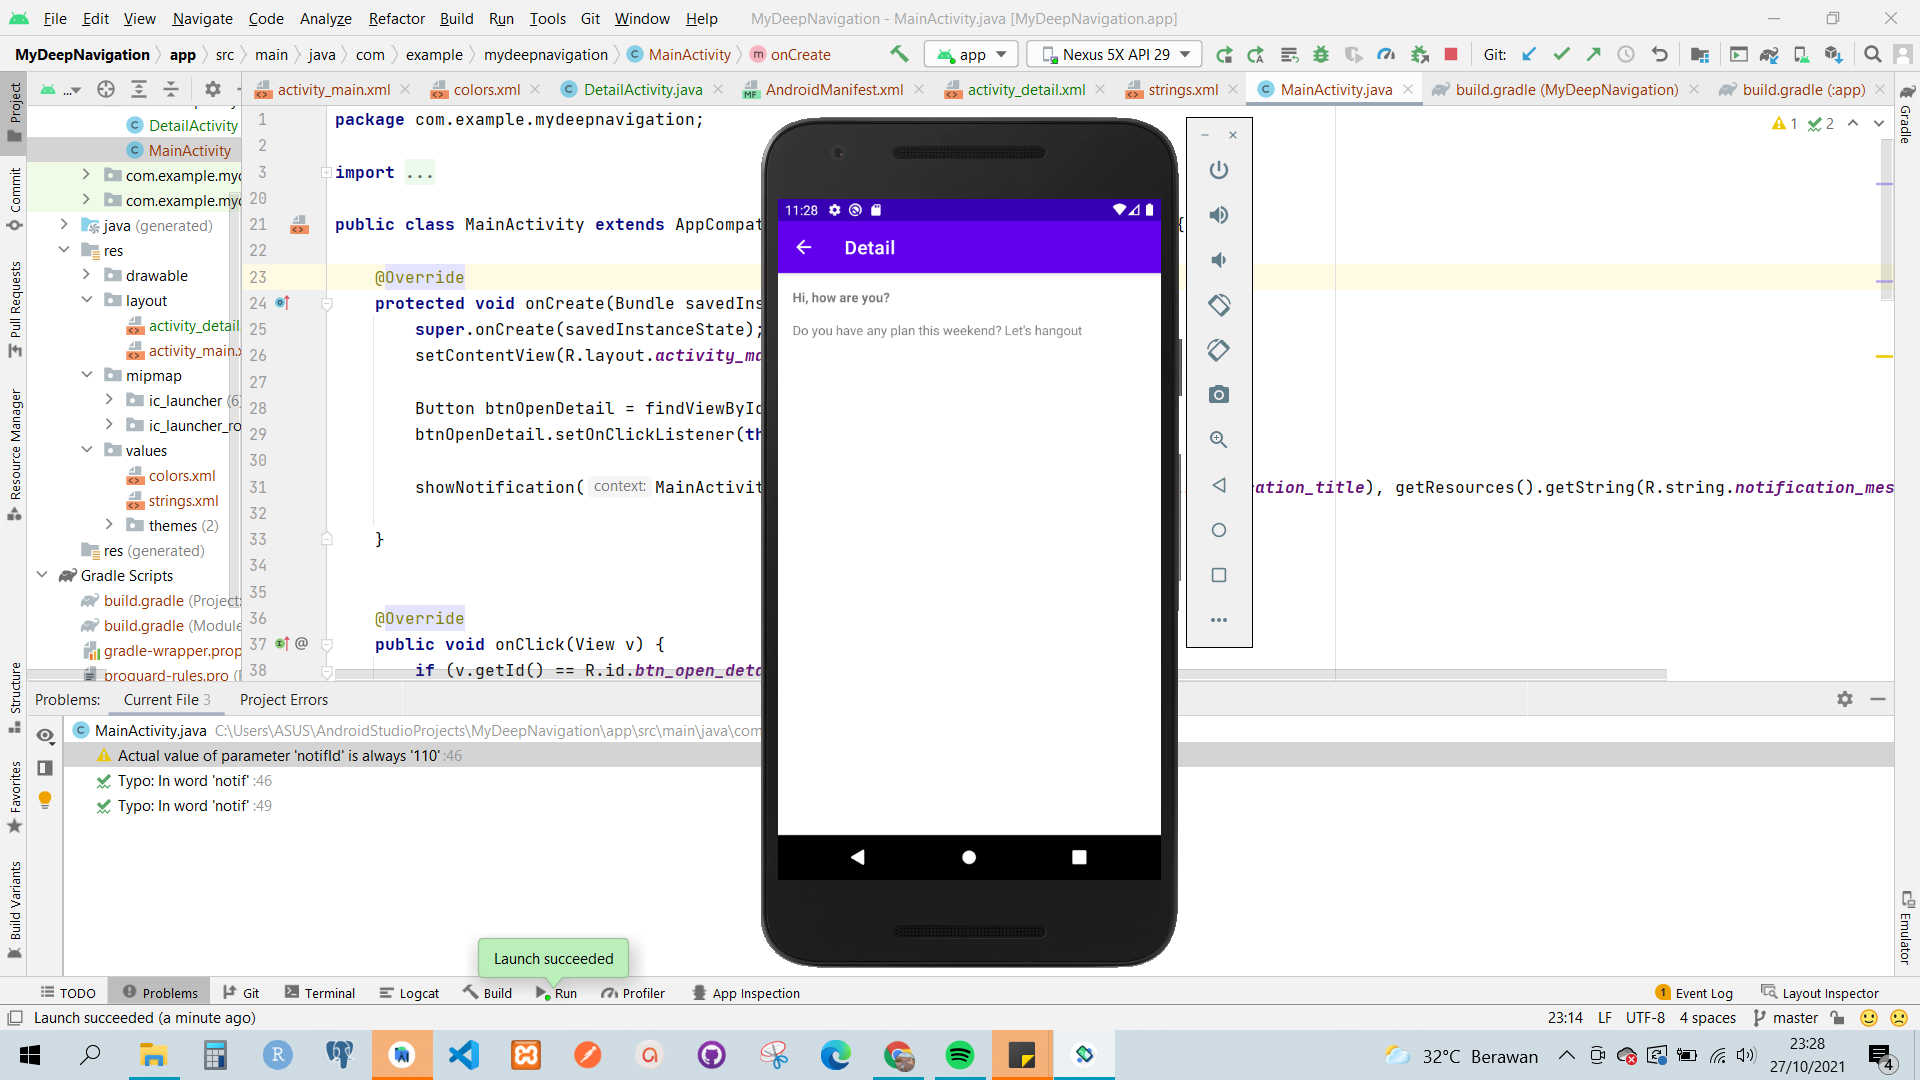 File Edit View Navigate Code Analyze Refactor Build Run Tools Git Window Help MyDeepNavigation - MainActivity.java [MyDeepNavigation.app]
MyDeepNavigation app src main java com example mydeepnavigation MainActivity onCreate app Nexus 5X API 29 Git:
... activity_main.xml colors.xml DetailActivity.java AndroidManifest.xml activity_detail.xml strings.xml MainActivity.java build.gradle (MyDeepNavigation) build.gradle (:app)
Project
Commit
Pull Requests
Resource Manager
Structure
Favorites
Build Variants
DetailActivity
MainActivity
com.example.my
com.example.my
java (generated)
res
drawable
layout
activity_detail
activity_main.x
mipmap
ic_launcher (6)
ic_launcher_ro
values
colors.xml
strings.xml
themes (2)
res (generated)
Gradle Scripts
build.gradle (Project:
build.gradle (Module
gradle-wrapper.prop
proguard-rules.pro
1 package com.example.mydeepnavigation;
2
3 import ...
20
21 public class MainActivity extends AppCompat {
22
23 @Override
24 protected void onCreate(Bundle savedIns
25 super.onCreate(savedInstanceState);
26 setContentView(R.layout.activity_ma
27
28 Button btnOpenDetail = findViewById
29 btnOpenDetail.setOnClickListener(th
30
31 showNotification( context: MainActivit cation_title), getResources().getString(R.string.notification_mes
32
33 }
34
35
36 @Override
37 public void onClick(View v) {
38 if (v.getId() == R.id.btn_open_deta
1 2
11:28
Detail
Hi, how are you?
Do you have any plan this weekend? Let's hangout
Gradle
Emulator
Problems: Current File 3 Project Errors
MainActivity.java C:\Users\ASUS\AndroidStudioProjects\MyDeepNavigation\app\src\main\java\com
Actual value of parameter 'notifId' is always '110' :46
Typo: In word 'notif' :46
Typo: In word 'notif' :49
Launch succeeded
TODO Problems Git Terminal Logcat Build Run Profiler App Inspection 1 Event Log Layout Inspector
Launch succeeded (a minute ago) 23:14 LF UTF-8 4 spaces master
32°C Berawan 23:28
27/10/2021
4